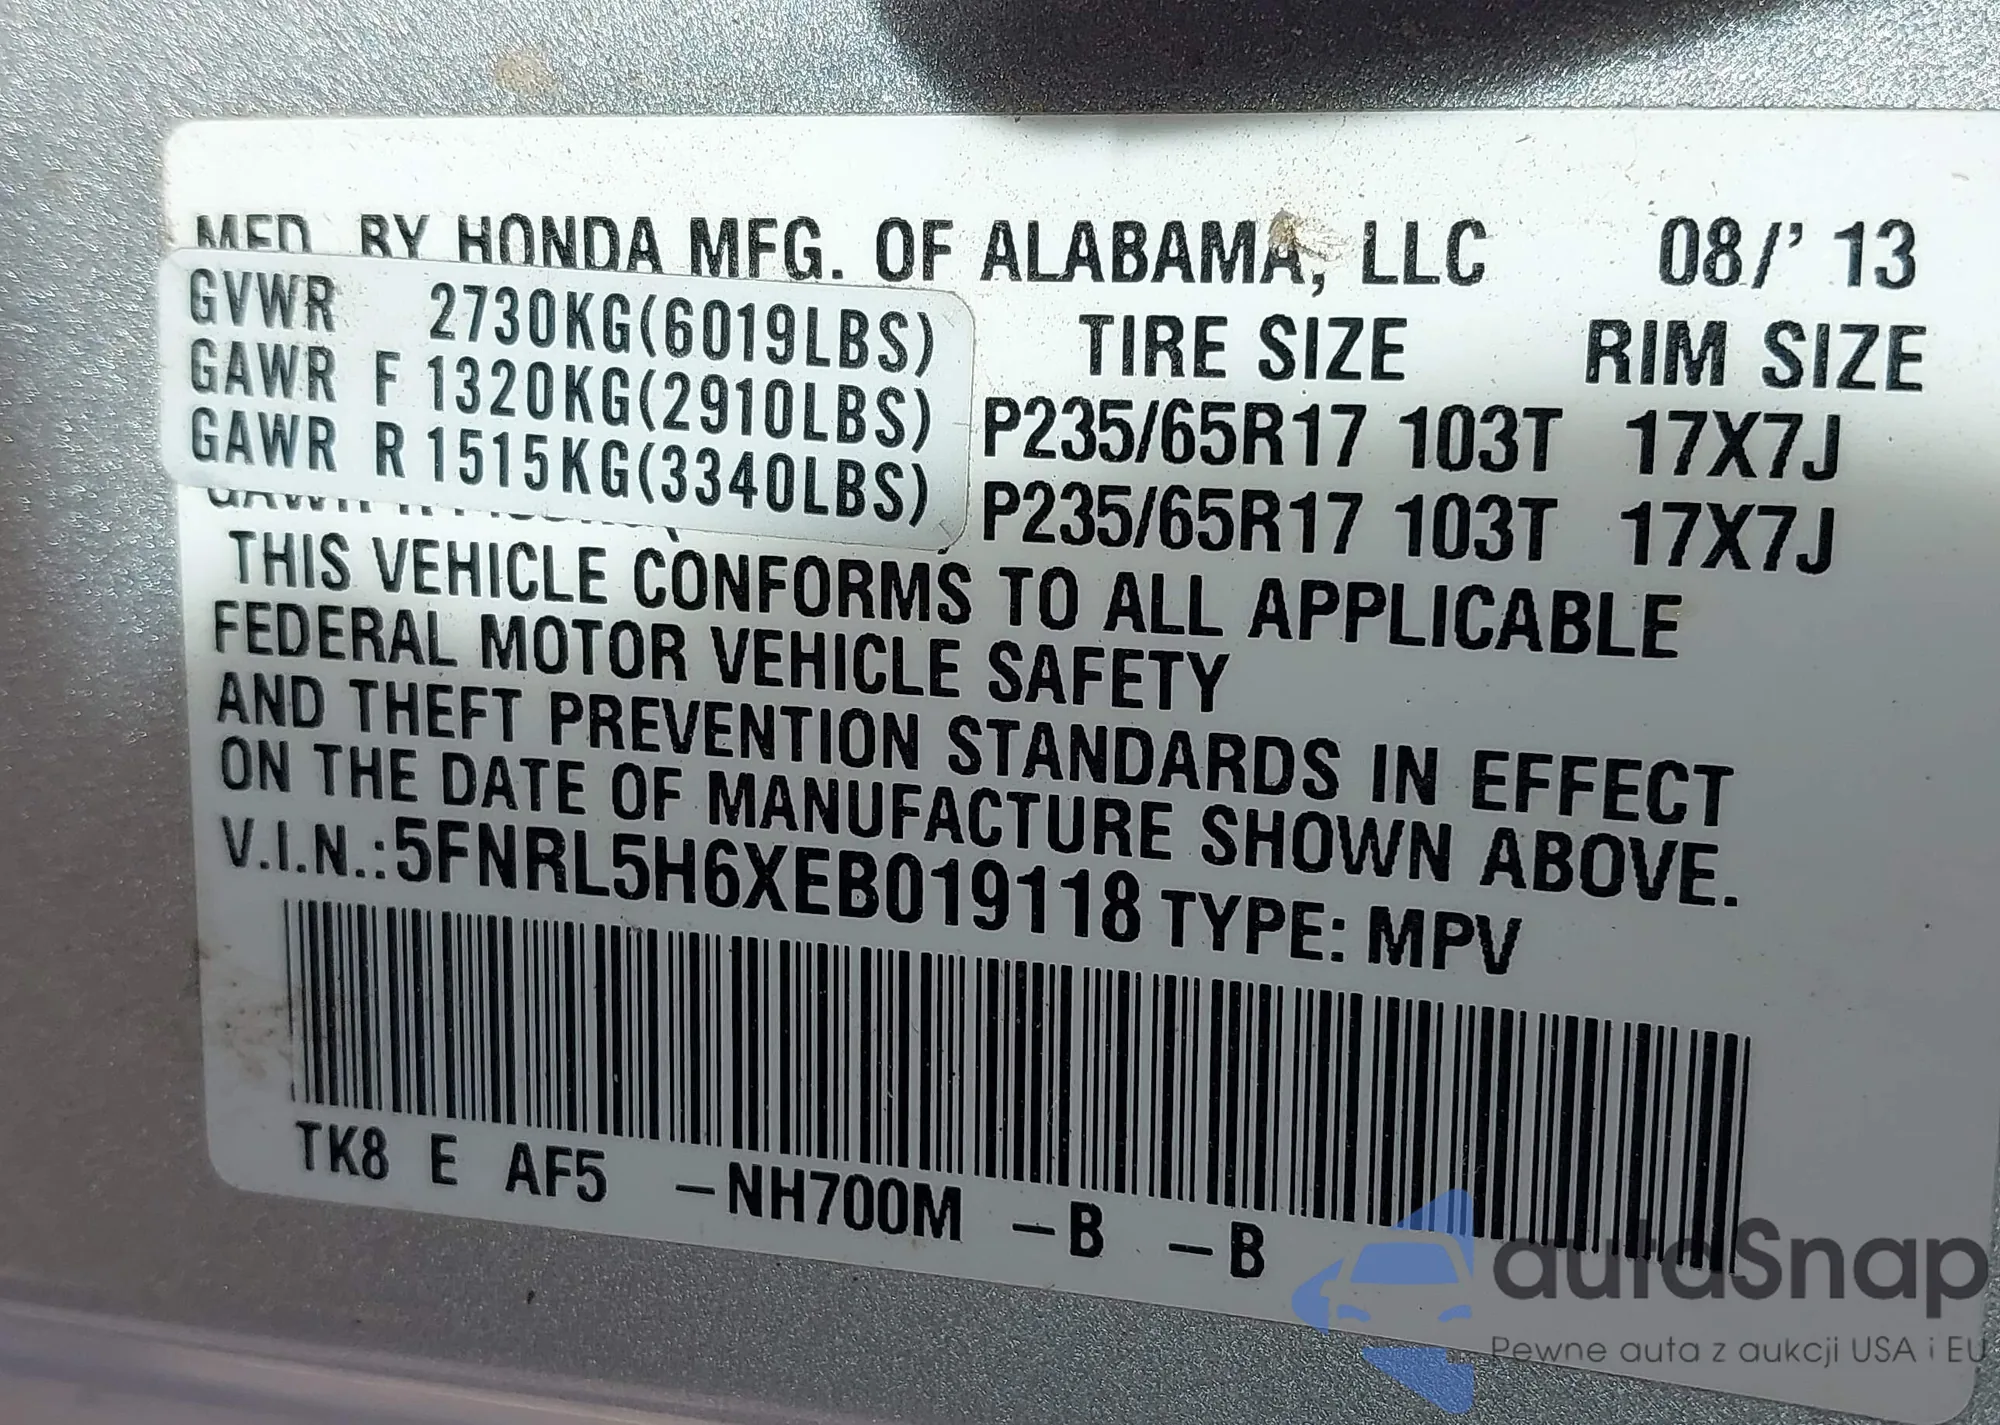 MFD. BY HONDA MFG. OF ALABAMA, LLC 08/' 13
GVWR 2730KG(6019LBS) TIRE SIZE RIM SIZE
GAWR F 1320KG(2910LBS) P235/65R17 103T 17X7J
GAWR R 1515KG(3340LBS) P235/65R17 103T 17X7J
THIS VEHICLE CONFORMS TO ALL APPLICABLE
FEDERAL MOTOR VEHICLE SAFETY
AND THEFT PREVENTION STANDARDS IN EFFECT
ON THE DATE OF MANUFACTURE SHOWN ABOVE.
V.I.N.:5FNRL5H6XEB019118 TYPE: MPV
TK8 E AF5 -NH700M -B -B
autaSnap
Pewne auta z aukcji USA i EU